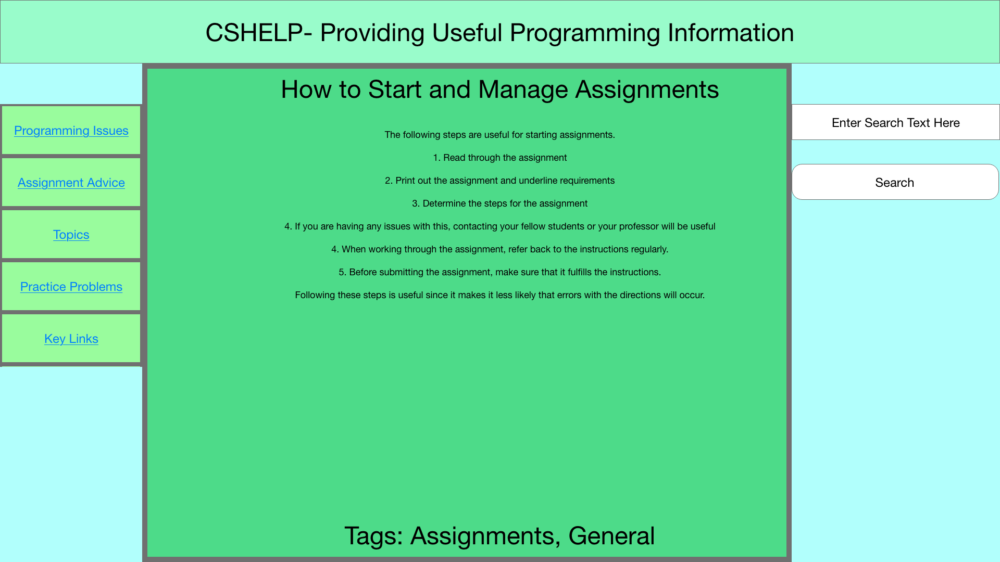 CSHELP- Providing Useful Programming Information
How to Start and Manage Assignments
Programming Issues
Assignment Advice
Topics
Practice Problems
Key Links
The following steps are useful for starting assignments.
1. Read through the assignment
2. Print out the assignment and underline requirements
3. Determine the steps for the assignment
4. If you are having any issues with this, contacting your fellow students or your professor will be useful
4. When working through the assignment, refer back to the instructions regularly.
5. Before submitting the assignment, make sure that it fulfills the instructions.
Following these steps is useful since it makes it less likely that errors with the directions will occur.
Tags: Assignments, General
Enter Search Text Here
Search